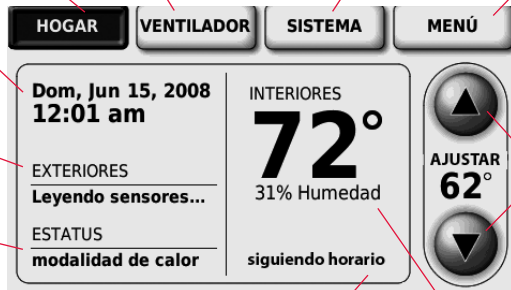 HOGAR
VENTILADOR
SISTEMA
MENÚ
Dom, Jun 15, 2008
12:01 am
EXTERIORES
Leyendo sensores...
ESTATUS
modalidad de calor
INTERIORES
72°
31% Humedad
siguiendo horario
AJUSTAR
62°